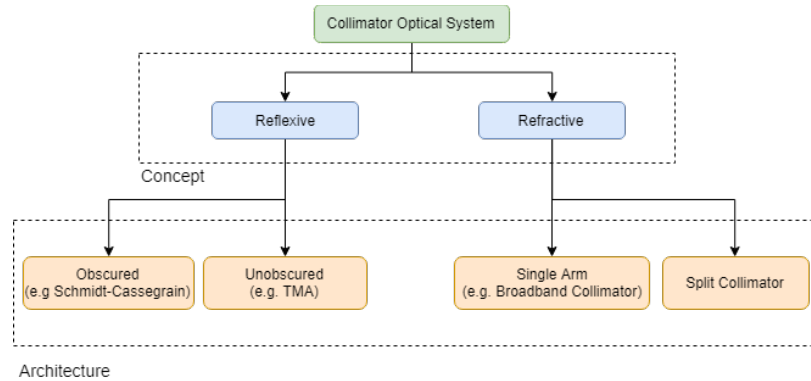 Collimator Optical System
Reflexive
Refractive
Concept
Obscured
(e.g Schmidt-Cassegrain)
Unobscured
(e.g. TMA)
Single Arm
(e.g. Broadband Collimator)
Split Collimator
Architecture